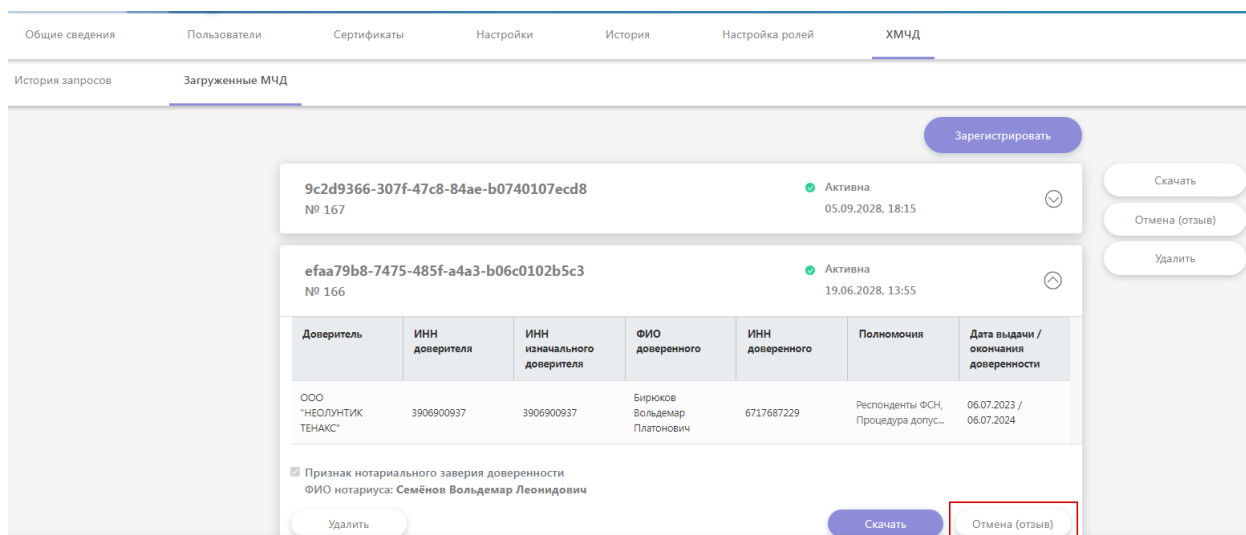 Общие сведения Пользователи Сертификаты Настройки История Настройка ролей ХМЧД
История запросов Загруженные МЧД
Зарегистрировать
9c2d9366-307f-47c8-84ae-b0740107ecd8 Активна
№ 167 05.09.2028, 18:15
Скачать
Отмена (отзыв)
Удалить
efaa79b8-7475-485f-a4a3-b06c0102b5c3 Активна
№ 166 19.06.2028, 13:55
Доверитель ИНН ИНН ФИО ИНН Полномочия Дата выдачи /
доверителя изначального доверенного доверенного окончания
доверителя доверенности
ООО Бирюков
"НЕОЛУНТИК 3906900937 3906900937 Вольдемар 6717687229 Респонденты ФСН, 06.07.2023 /
ТЕНАКС" Платонович Процедура допус... 06.07.2024
Признак нотариального заверия доверенности
ФИО нотариуса: Семёнов Вольдемар Леонидович
Удалить Скачать Отмена (отзыв)